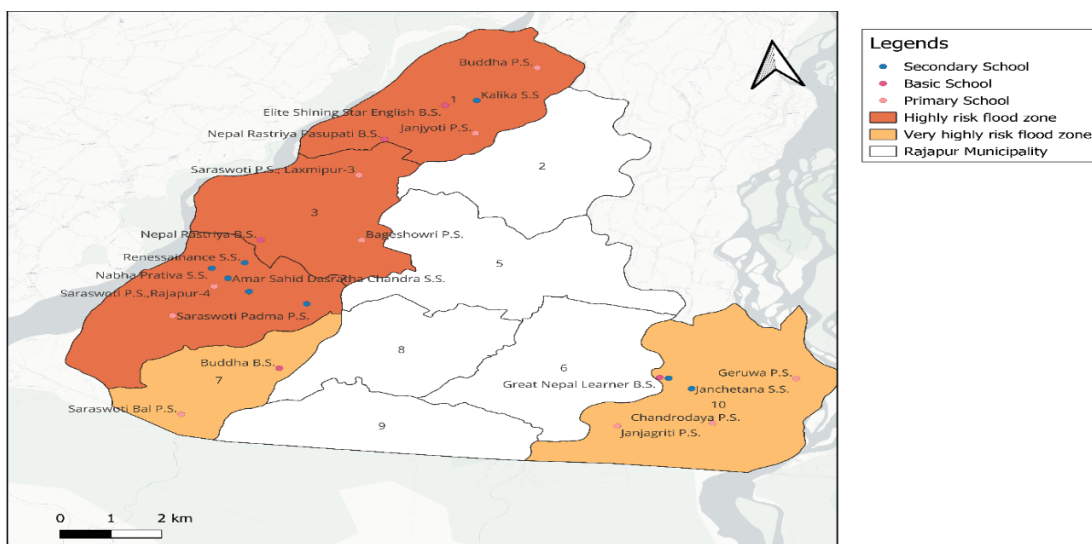 Buddha P.S.
1
Kalika S.S
Elite Shining Star English B.S.
Nepal Rastriya Pasupati B.S.
Janjyoti P.S.
Saraswoti P.S., Laxmipur-3
2
3
Nepal Rastriya B.S.
Bageshowri P.S.
Renessainance S.S.
Nabha Prativa S.S.
Amar Sahid Dasratha Chandra S.S.
Saraswoti P.S.,Rajapur-4
Saraswoti Padma P.S.
5
Buddha B.S.
7
8
6
Great Nepal Learner B.S.
Geruwa P.S.
Janchetana S.S.
10
Saraswoti Bal P.S.
9
Chandrodaya P.S.
Janjagriti P.S.
0 1 2 km
Legends
Secondary School
Basic School
Primary School
Highly risk flood zone
Very highly risk flood zone
Rajapur Municipality